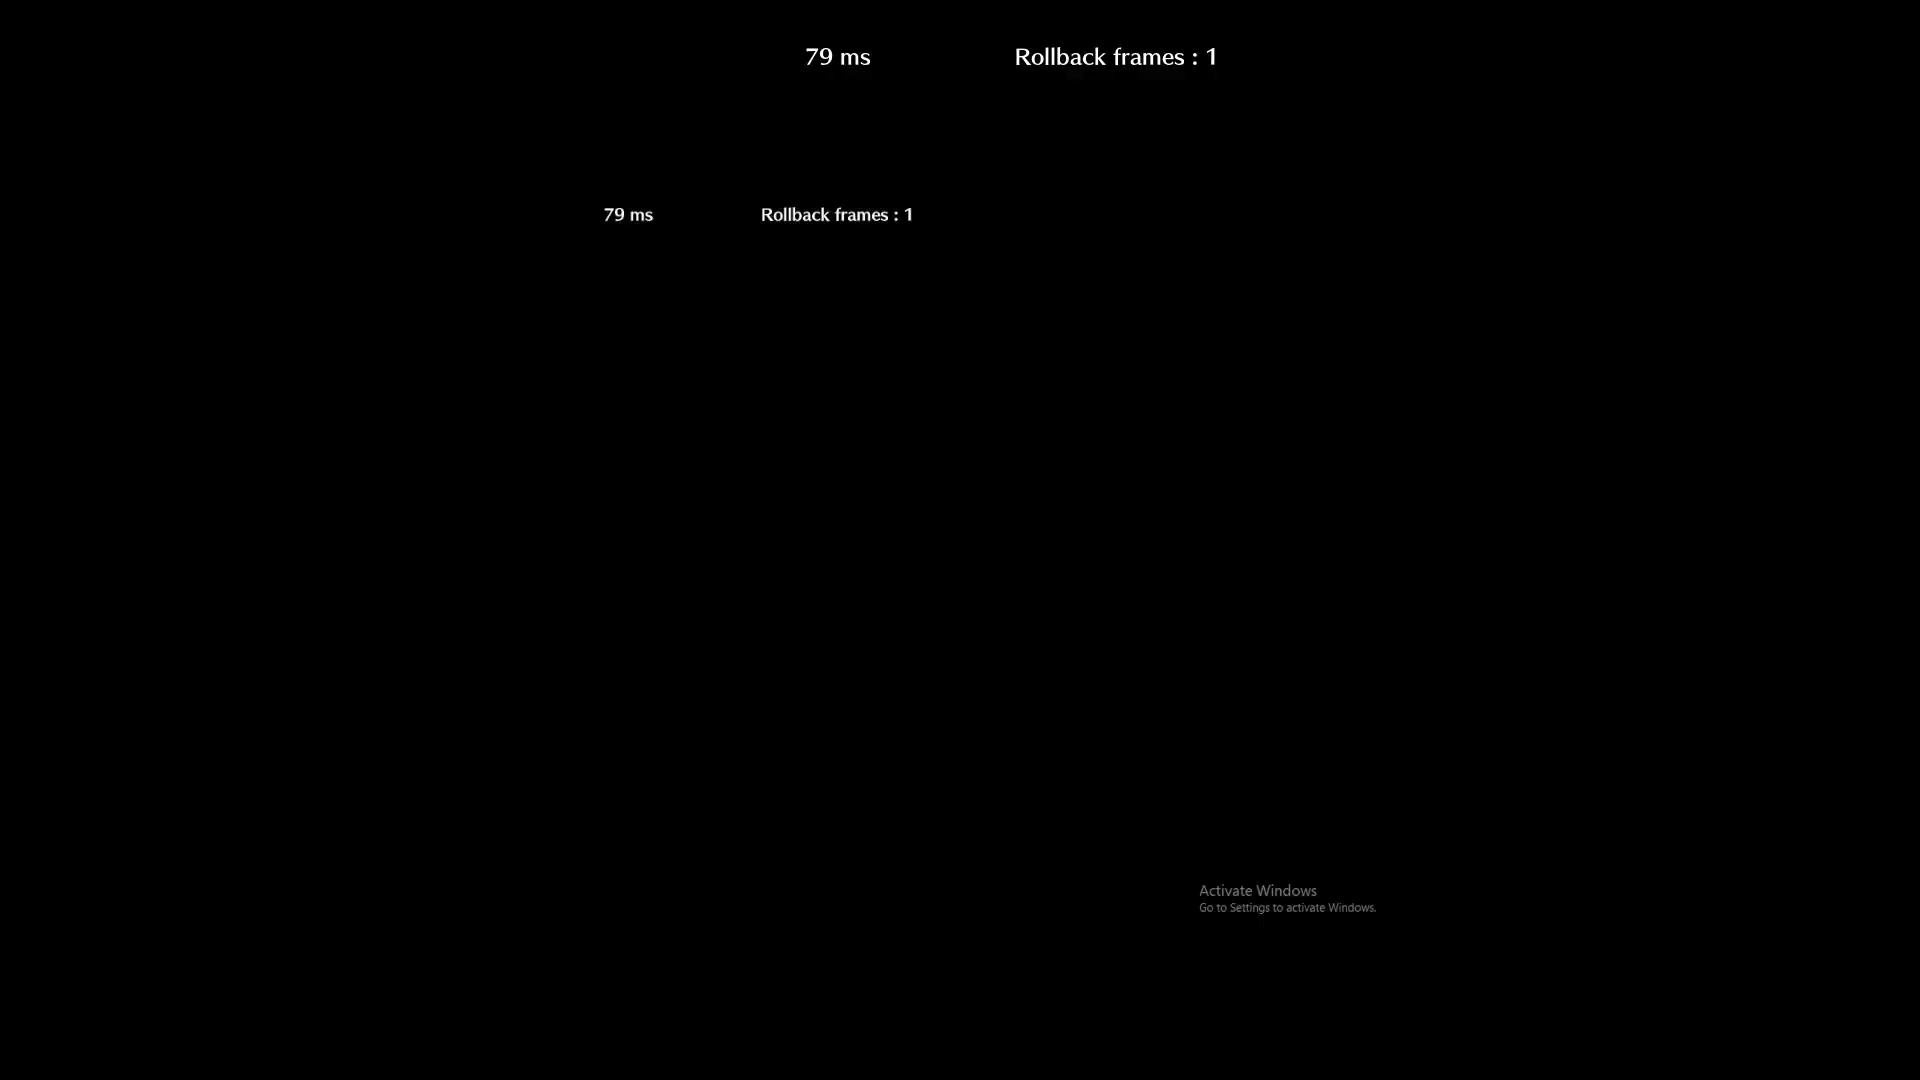 79 ms Rollback frames : 1
79 ms Rollback frames : 1
Activate Windows
Go to Settings to activate Windows.